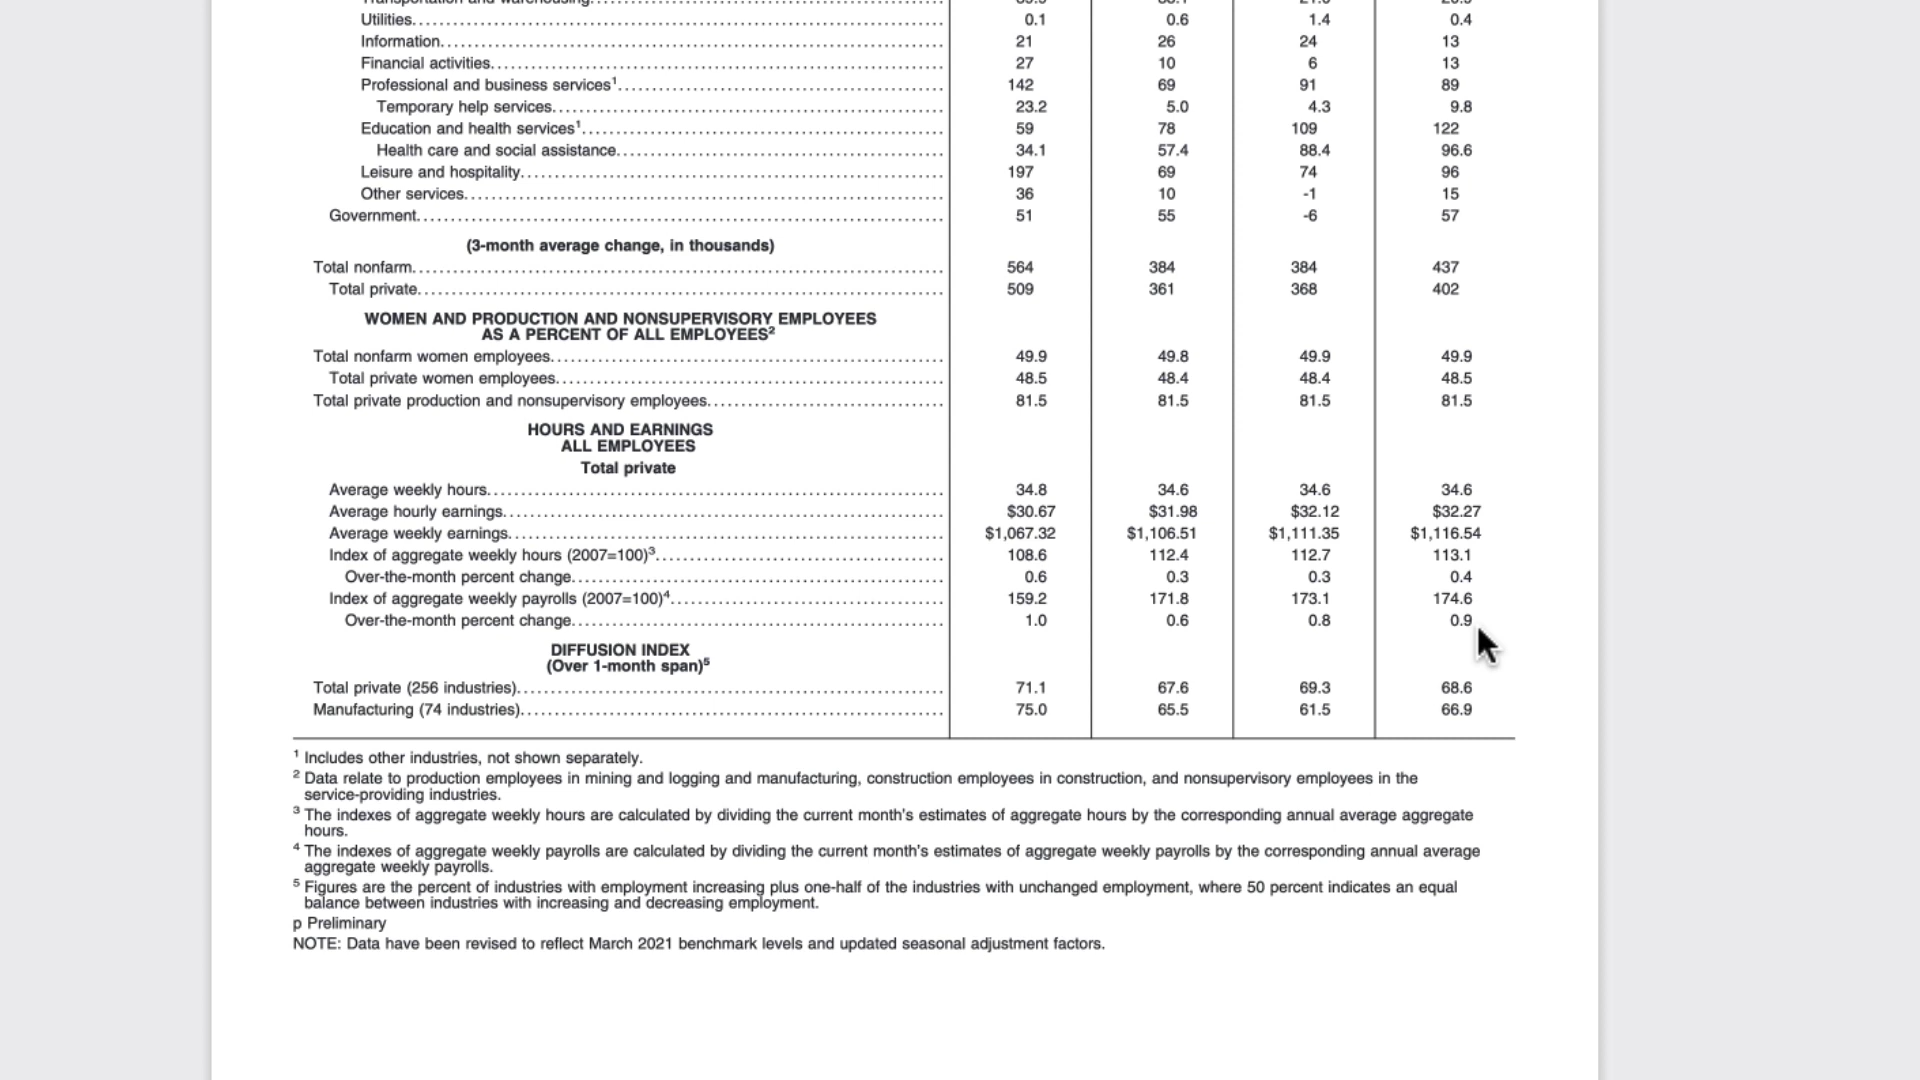 Utilities 0.1 0.6 1.4 0.4
Information 21 26 24 13
Financial activities 27 10 6 13
Professional and business services¹ 142 69 91 89
Temporary help services 23.2 5.0 4.3 9.8
Education and health services¹ 59 78 109 122
Health care and social assistance 34.1 57.4 88.4 96.6
Leisure and hospitality 197 69 74 96
Other services 36 10 -1 15
Government 51 55 -6 57
(3-month average change, in thousands)
Total nonfarm 564 384 384 437
Total private 509 361 368 402
WOMEN AND PRODUCTION AND NONSUPERVISORY EMPLOYEES
AS A PERCENT OF ALL EMPLOYEES²
Total nonfarm women employees 49.9 49.8 49.9 49.9
Total private women employees 48.5 48.4 48.4 48.5
Total private production and nonsupervisory employees 81.5 81.5 81.5 81.5
HOURS AND EARNINGS
ALL EMPLOYEES
Total private
Average weekly hours 34.8 34.6 34.6 34.6
Average hourly earnings $30.67 $31.98 $32.12 $32.27
Average weekly earnings $1,067.32 $1,106.51 $1,111.35 $1,116.54
Index of aggregate weekly hours (2007=100)³ 108.6 112.4 112.7 113.1
Over-the-month percent change 0.6 0.3 0.3 0.4
Index of aggregate weekly payrolls (2007=100)⁴ 159.2 171.8 173.1 174.6
Over-the-month percent change 1.0 0.6 0.8 0.9
DIFFUSION INDEX
(Over 1-month span)⁵
Total private (256 industries) 71.1 67.6 69.3 68.6
Manufacturing (74 industries) 75.0 65.5 61.5 66.9
¹ Includes other industries, not shown separately.
² Data relate to production employees in mining and logging and manufacturing, construction employees in construction, and nonsupervisory employees in the
service-providing industries.
³ The indexes of aggregate weekly hours are calculated by dividing the current month's estimates of aggregate hours by the corresponding annual average aggregate
hours.
⁴ The indexes of aggregate weekly payrolls are calculated by dividing the current month's estimates of aggregate weekly payrolls by the corresponding annual average
aggregate weekly payrolls.
⁵ Figures are the percent of industries with employment increasing plus one-half of the industries with unchanged employment, where 50 percent indicates an equal
balance between industries with increasing and decreasing employment.
p Preliminary
NOTE: Data have been revised to reflect March 2021 benchmark levels and updated seasonal adjustment factors.